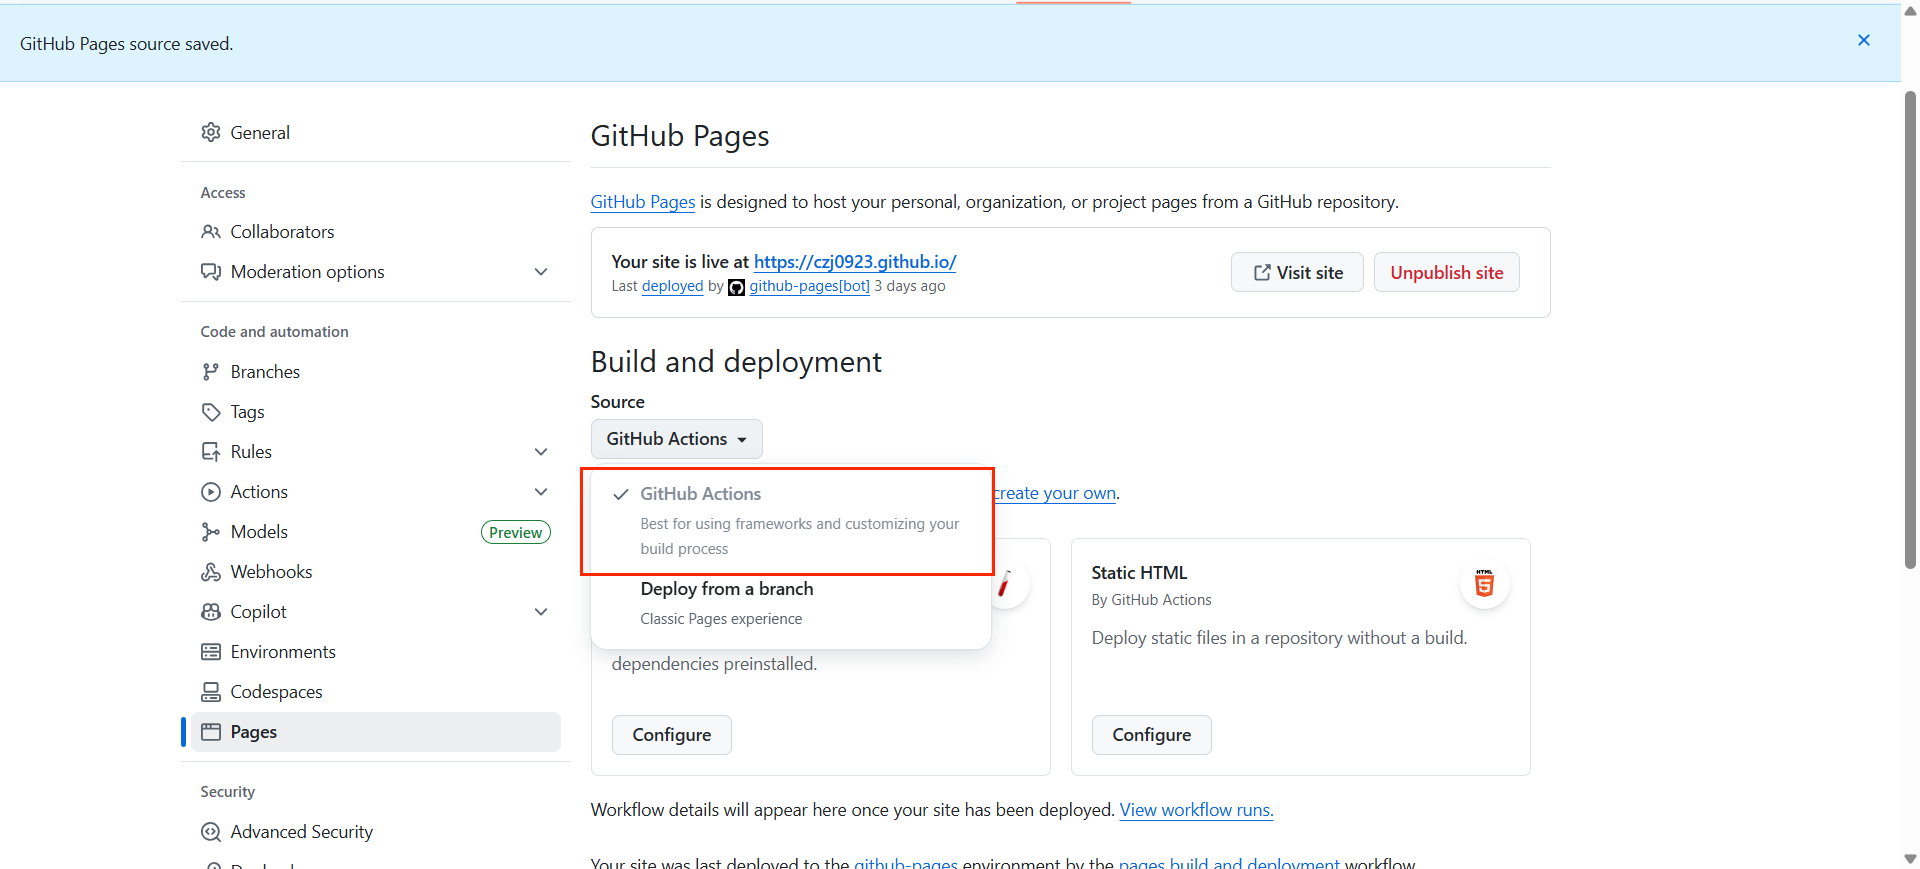 GitHub Pages source saved.
General
Access
Collaborators
Moderation options
Code and automation
Branches
Tags
Rules
Actions
Models Preview
Webhooks
Copilot
Environments
Codespaces
Pages
Security
Advanced Security
GitHub Pages
GitHub Pages is designed to host your personal, organization, or project pages from a GitHub repository.
Your site is live at https://czj0923.github.io/
Last deployed by github-pages[bot] 3 days ago
Visit site
Unpublish site
Build and deployment
Source
GitHub Actions
GitHub Actions
Best for using frameworks and customizing your
build process
Deploy from a branch
Classic Pages experience
create your own.
dependencies preinstalled.
Configure
Static HTML
By GitHub Actions
Deploy static files in a repository without a build.
HTML
5
Configure
Workflow details will appear here once your site has been deployed. View workflow runs.
Your site was last deployed to the github-pages environment by the pages build and deployment workflow.